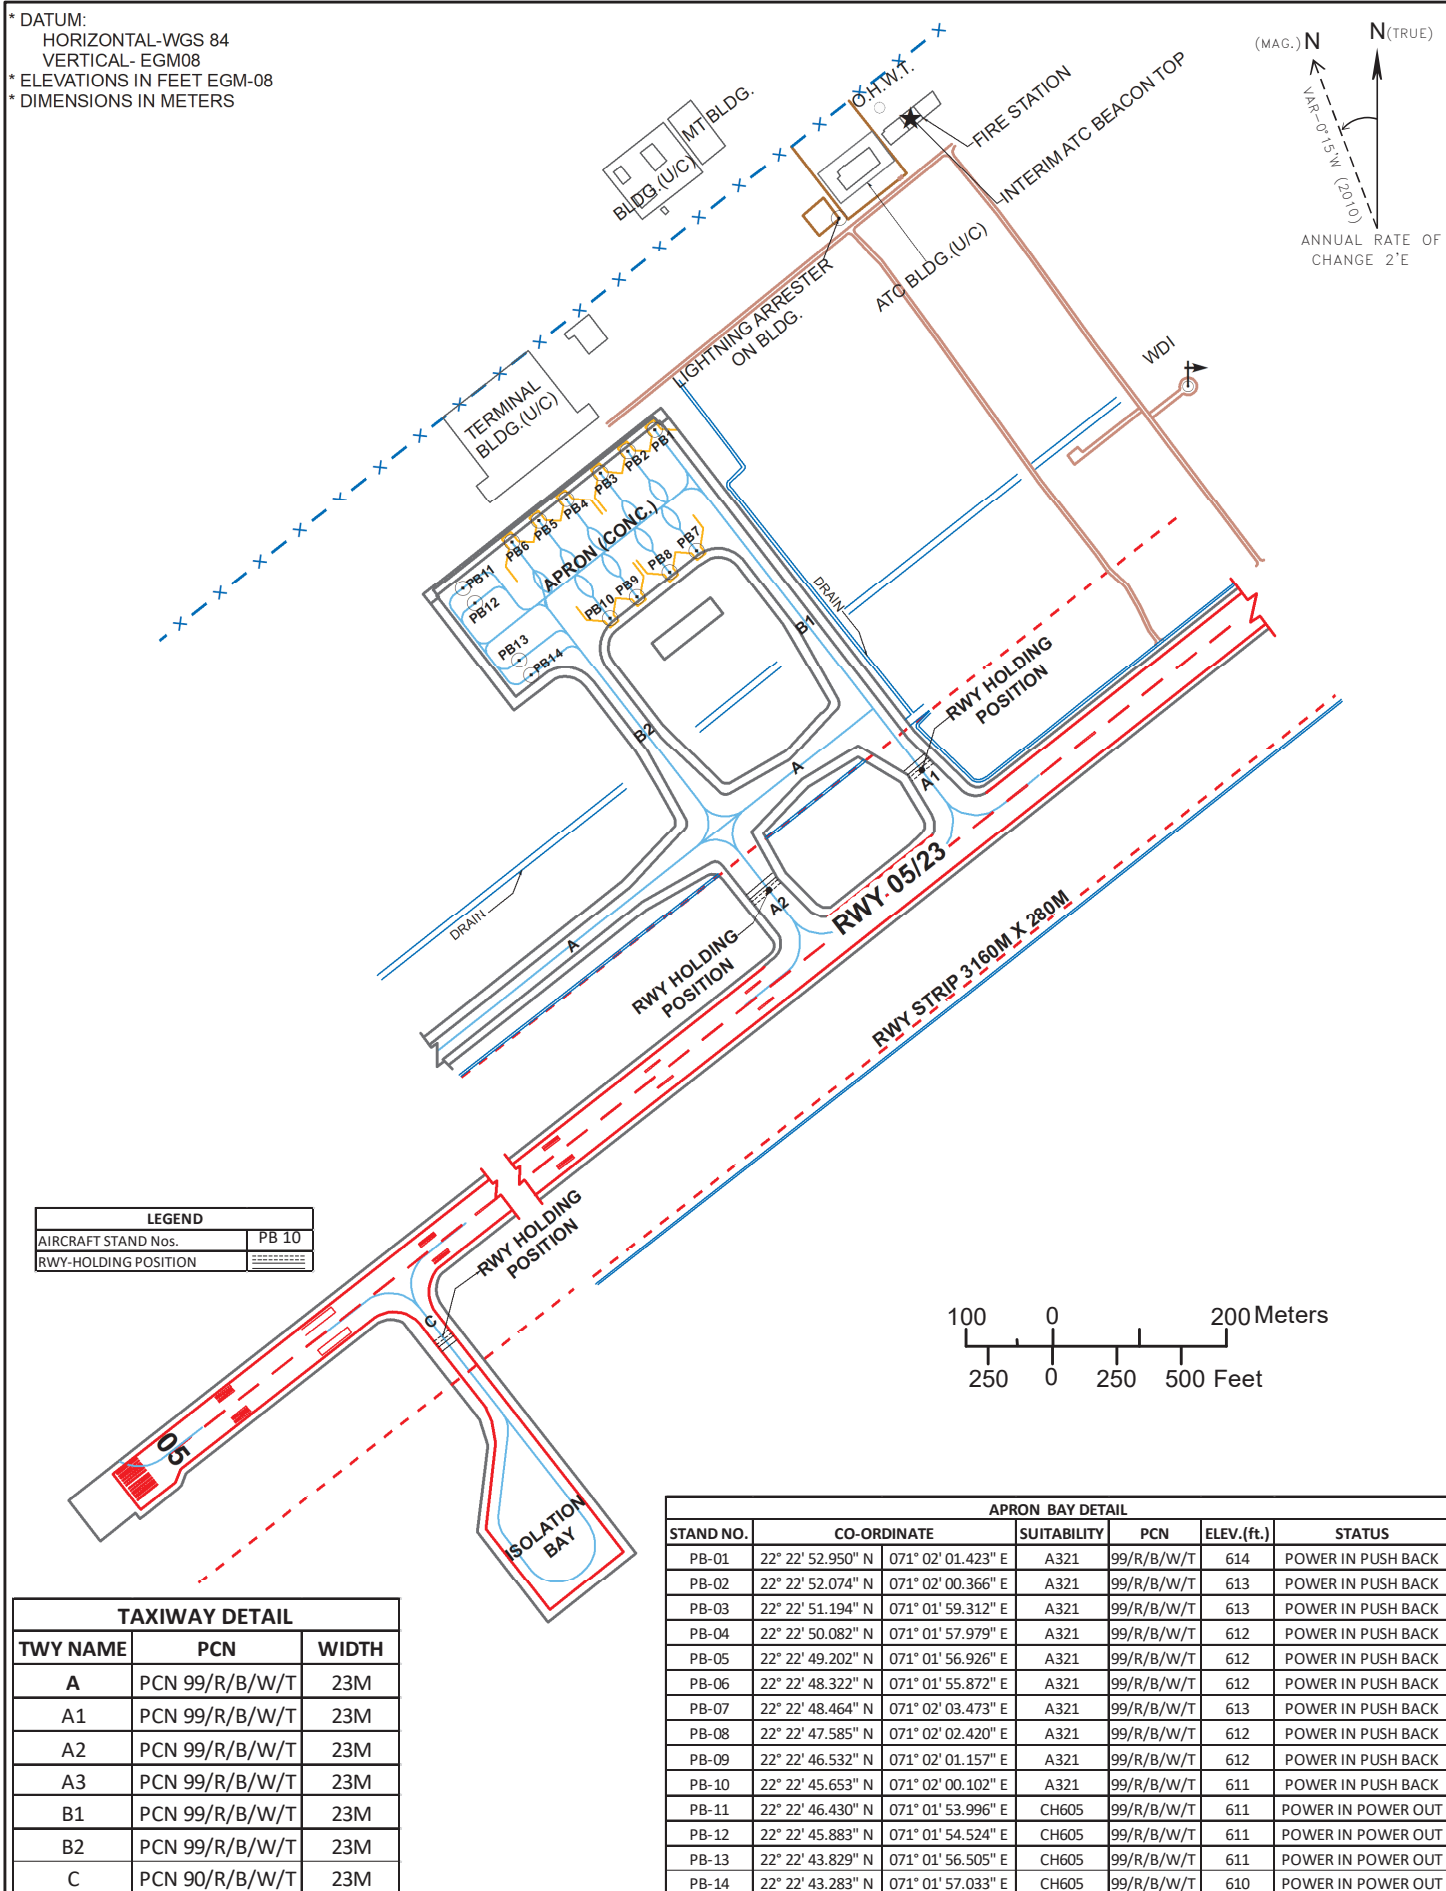 * DATUM:
HORIZONTAL-WGS 84
VERTICAL- EGM08
* ELEVATIONS IN FEET EGM-08
* DIMENSIONS IN METERS
(MAG.) N
N(TRUE)
VAR-0°15'W (2010)
ANNUAL RATE OF
CHANGE 2'E
O.H.W.T.
MT BLDG.
BLDG.(U/C)
FIRE STATION
INTERIM ATC BEACON TOP
ATC BLDG.(U/C)
LIGHTNING ARRESTER
ON BLDG.
WDI
TERMINAL
BLDG.(U/C)
PB1
PB2
PB3
PB4
PB5
PB6
APRON (CONC.)
PB7
PB8
PB9
PB10
PB11
PB12
PB13
PB14
DRAIN
B1
B2
RWY HOLDING
POSITION
A
A1
A2
RWY 05/23
DRAIN
A
RWY HOLDING
POSITION
RWY STRIP 3160M X 280M
RWY HOLDING
POSITION
C
05
ISOLATION
BAY
LEGEND
AIRCRAFT STAND Nos. PB 10
RWY-HOLDING POSITION
100 0 200 Meters
250 0 250 500 Feet
TAXIWAY DETAIL
TWY NAME PCN WIDTH
A PCN 99/R/B/W/T 23M
A1 PCN 99/R/B/W/T 23M
A2 PCN 99/R/B/W/T 23M
A3 PCN 99/R/B/W/T 23M
B1 PCN 99/R/B/W/T 23M
B2 PCN 99/R/B/W/T 23M
C PCN 90/R/B/W/T 23M
APRON BAY DETAIL
STAND NO. CO-ORDINATE SUITABILITY PCN ELEV.(ft.) STATUS
PB-01 22° 22' 52.950" N 071° 02' 01.423" E A321 99/R/B/W/T 614 POWER IN PUSH BACK
PB-02 22° 22' 52.074" N 071° 02' 00.366" E A321 99/R/B/W/T 613 POWER IN PUSH BACK
PB-03 22° 22' 51.194" N 071° 01' 59.312" E A321 99/R/B/W/T 613 POWER IN PUSH BACK
PB-04 22° 22' 50.082" N 071° 01' 57.979" E A321 99/R/B/W/T 612 POWER IN PUSH BACK
PB-05 22° 22' 49.202" N 071° 01' 56.926" E A321 99/R/B/W/T 612 POWER IN PUSH BACK
PB-06 22° 22' 48.322" N 071° 01' 55.872" E A321 99/R/B/W/T 612 POWER IN PUSH BACK
PB-07 22° 22' 48.464" N 071° 02' 03.473" E A321 99/R/B/W/T 613 POWER IN PUSH BACK
PB-08 22° 22' 47.585" N 071° 02' 02.420" E A321 99/R/B/W/T 612 POWER IN PUSH BACK
PB-09 22° 22' 46.532" N 071° 02' 01.157" E A321 99/R/B/W/T 612 POWER IN PUSH BACK
PB-10 22° 22' 45.653" N 071° 02' 00.102" E A321 99/R/B/W/T 611 POWER IN PUSH BACK
PB-11 22° 22' 46.430" N 071° 01' 53.996" E CH605 99/R/B/W/T 611 POWER IN POWER OUT
PB-12 22° 22' 45.883" N 071° 01' 54.524" E CH605 99/R/B/W/T 611 POWER IN POWER OUT
PB-13 22° 22' 43.829" N 071° 01' 56.505" E CH605 99/R/B/W/T 611 POWER IN POWER OUT
PB-14 22° 22' 43.283" N 071° 01' 57.033" E CH605 99/R/B/W/T 610 POWER IN POWER OUT